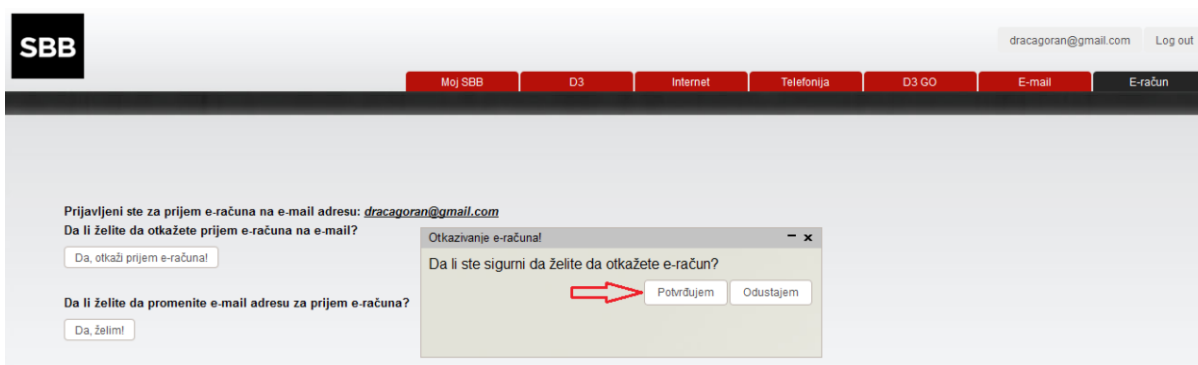 SBB
dracagoran@gmail.com Log out
Moj SBB D3 Internet Telefonija D3 GO E-mail E-račun
Prijavljeni ste za prijem e-računa na e-mail adresu: dracagoran@gmail.com
Da li želite da otkažete prijem e-računa na e-mail?
Da, otkaži prijem e-računa!
Da li želite da promenite e-mail adresu za prijem e-računa?
Da, želim!
Otkazivanje e-računa!
Da li ste sigurni da želite da otkažete e-račun?
Potvrđujem Odustajem